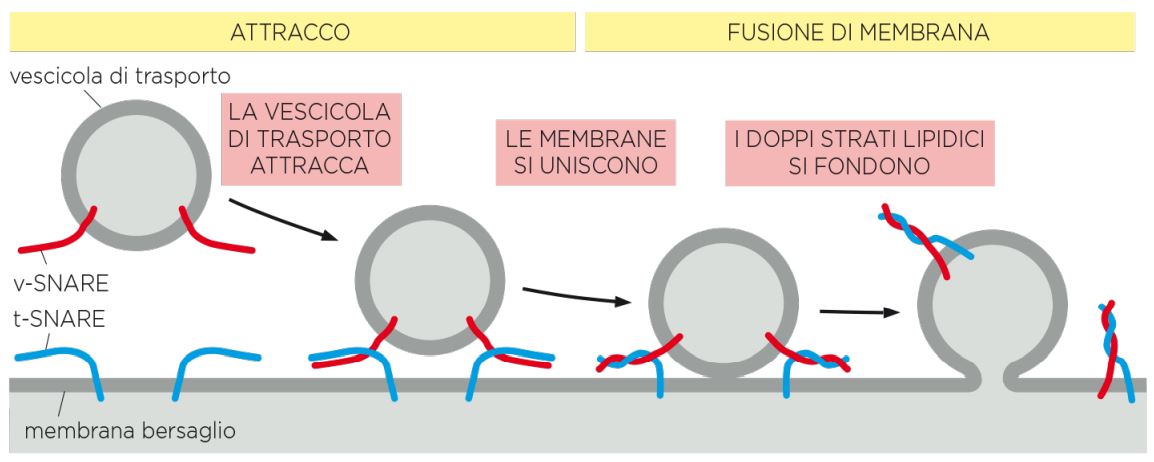 ATTRACCO
FUSIONE DI MEMBRANA
vescicola di trasporto
LA VESCICOLA
DI TRASPORTO
ATTRACCA
LE MEMBRANE
SI UNISCONO
I DOPPI STRATI LIPIDICI
SI FONDONO
v-SNARE
t-SNARE
membrana bersaglio